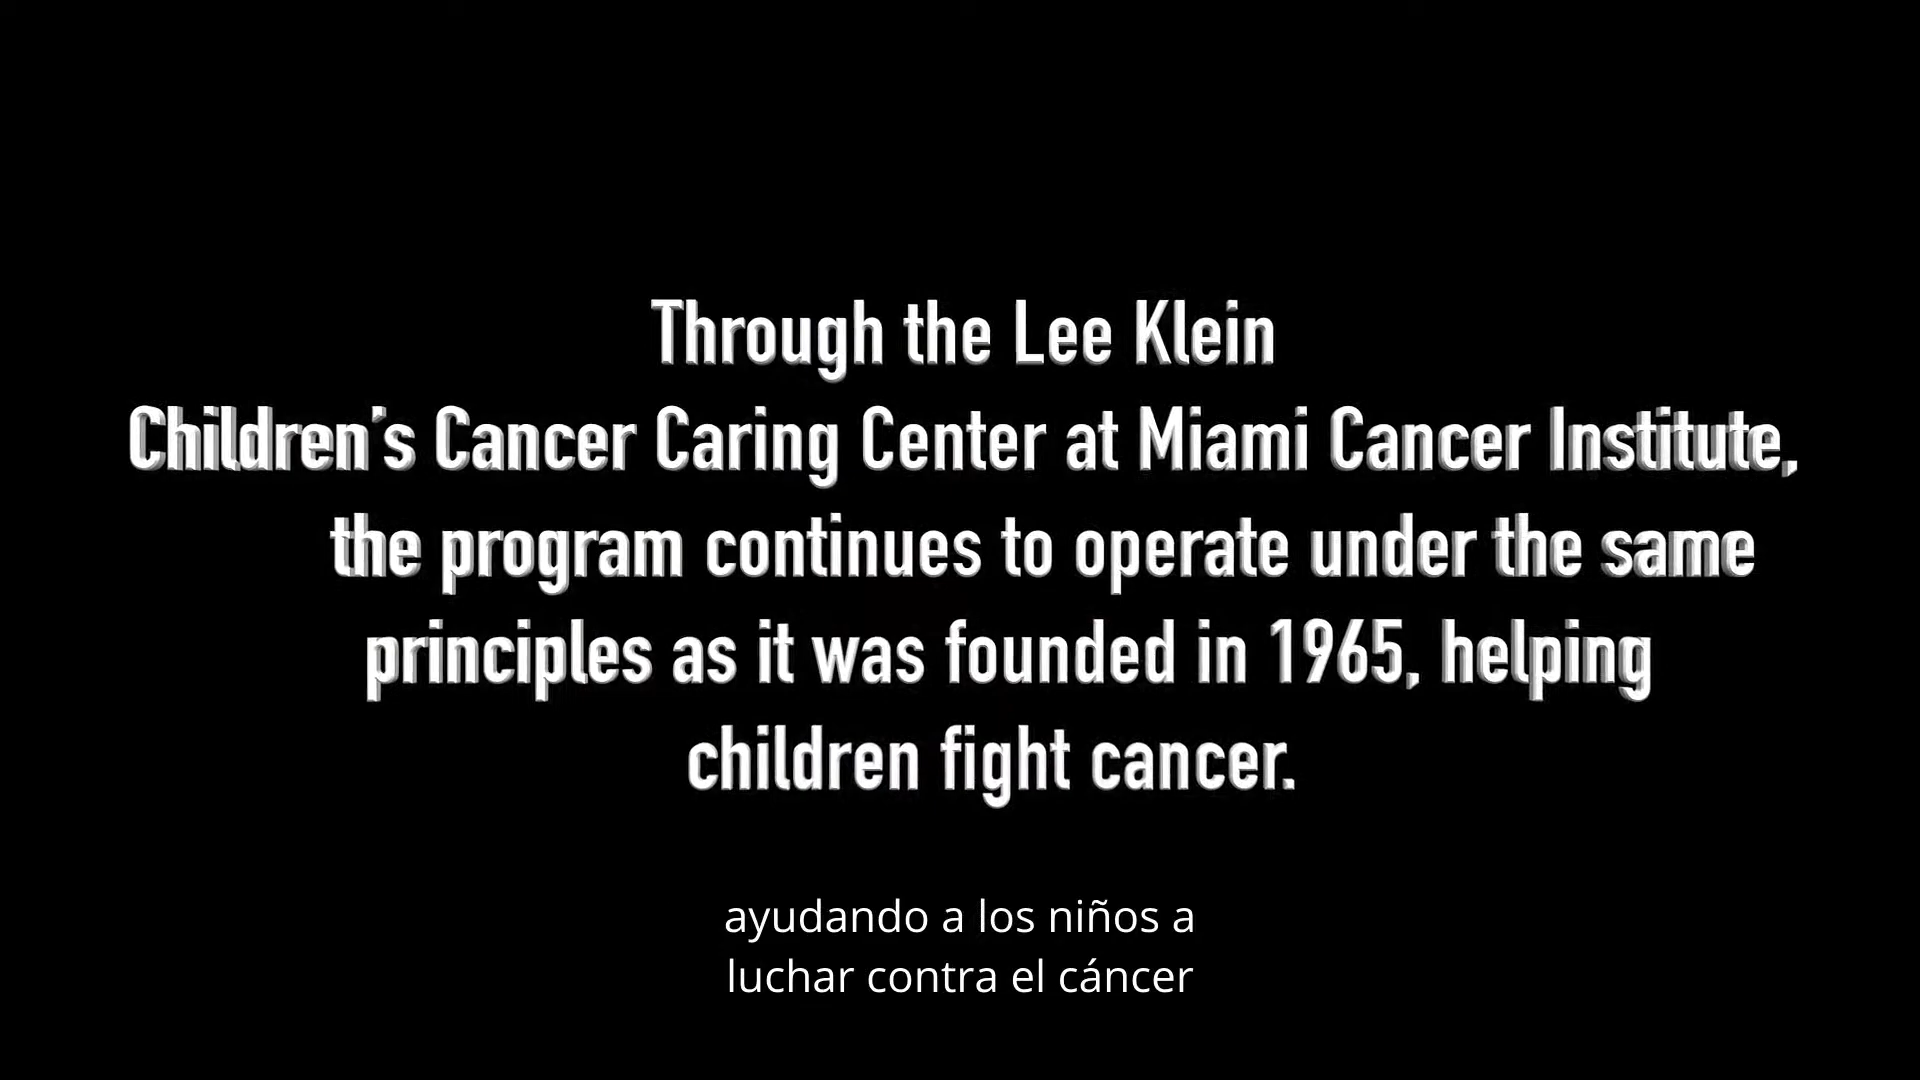 Through the Lee Klein
Children's Cancer Caring Center at Miami Cancer Institute,
the program continues to operate under the same
principles as it was founded in 1965, helping
children fight cancer.
ayudando a los niños a
luchar contra el cáncer